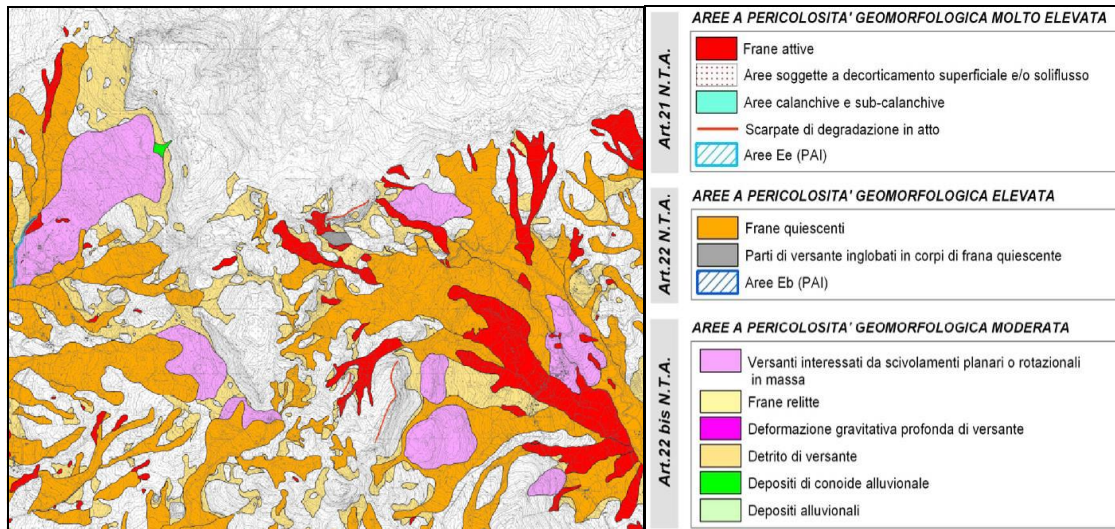 AREE A PERICOLOSITA' GEOMORFOLOGICA MOLTO ELEVATA
Art.21 N.T.A.
Frane attive
Aree soggette a decorticamento superficiale e/o soliflusso
Aree calanchive e sub-calanchive
Scarpate di degradazione in atto
Aree Ee (PAI)
AREE A PERICOLOSITA' GEOMORFOLOGICA ELEVATA
Art.22 N.T.A.
Frane quiescenti
Parti di versante inglobati in corpi di frana quiescente
Aree Eb (PAI)
AREE A PERICOLOSITA' GEOMORFOLOGICA MODERATA
Art.22 bis N.T.A.
Versanti interessati da scivolamenti planari o rotazionali
in massa
Frane relitte
Deformazione gravitativa profonda di versante
Detrito di versante
Depositi di conoide alluvionale
Depositi alluvionali